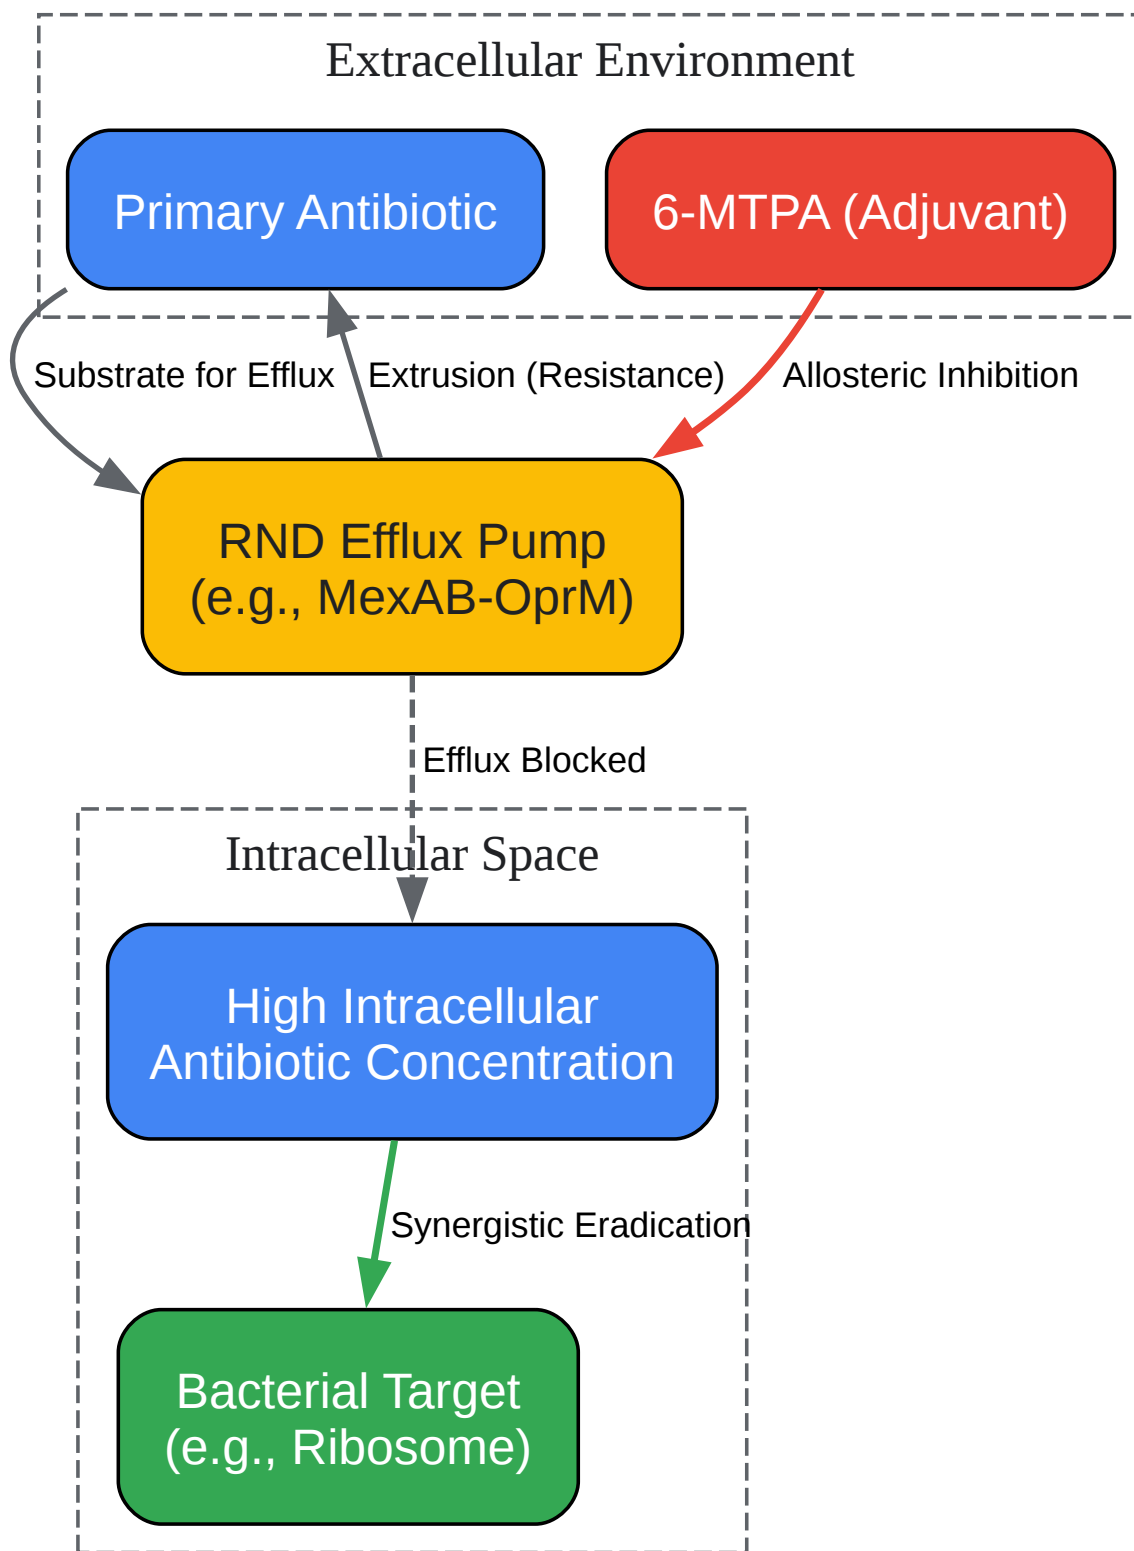 Extracellular Environment
Primary Antibiotic
6-MTPA (Adjuvant)
Substrate for Efflux
Extrusion (Resistance)
Allosteric Inhibition
RND Efflux Pump
(e.g., MexAB-OprM)
Efflux Blocked
Intracellular Space
High Intracellular
Antibiotic Concentration
Synergistic Eradication
Bacterial Target
(e.g., Ribosome)